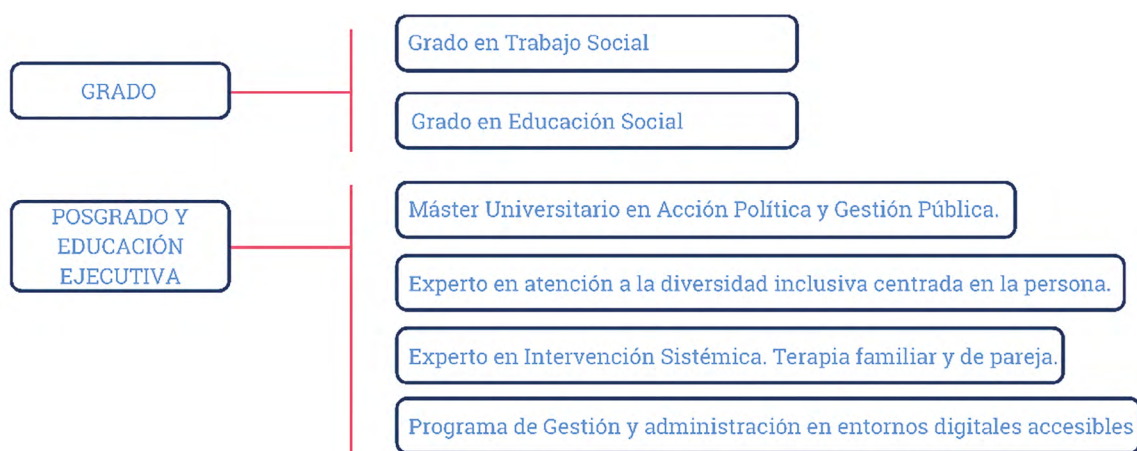 GRADO
Grado en Trabajo Social
Grado en Educación Social
POSGRADO Y
EDUCACIÓN
EJECUTIVA
Máster Universitario en Acción Política y Gestión Pública.
Experto en atención a la diversidad inclusiva centrada en la persona.
Experto en Intervención Sistémica. Terapia familiar y de pareja.
Programa de Gestión y administración en entornos digitales accesibles